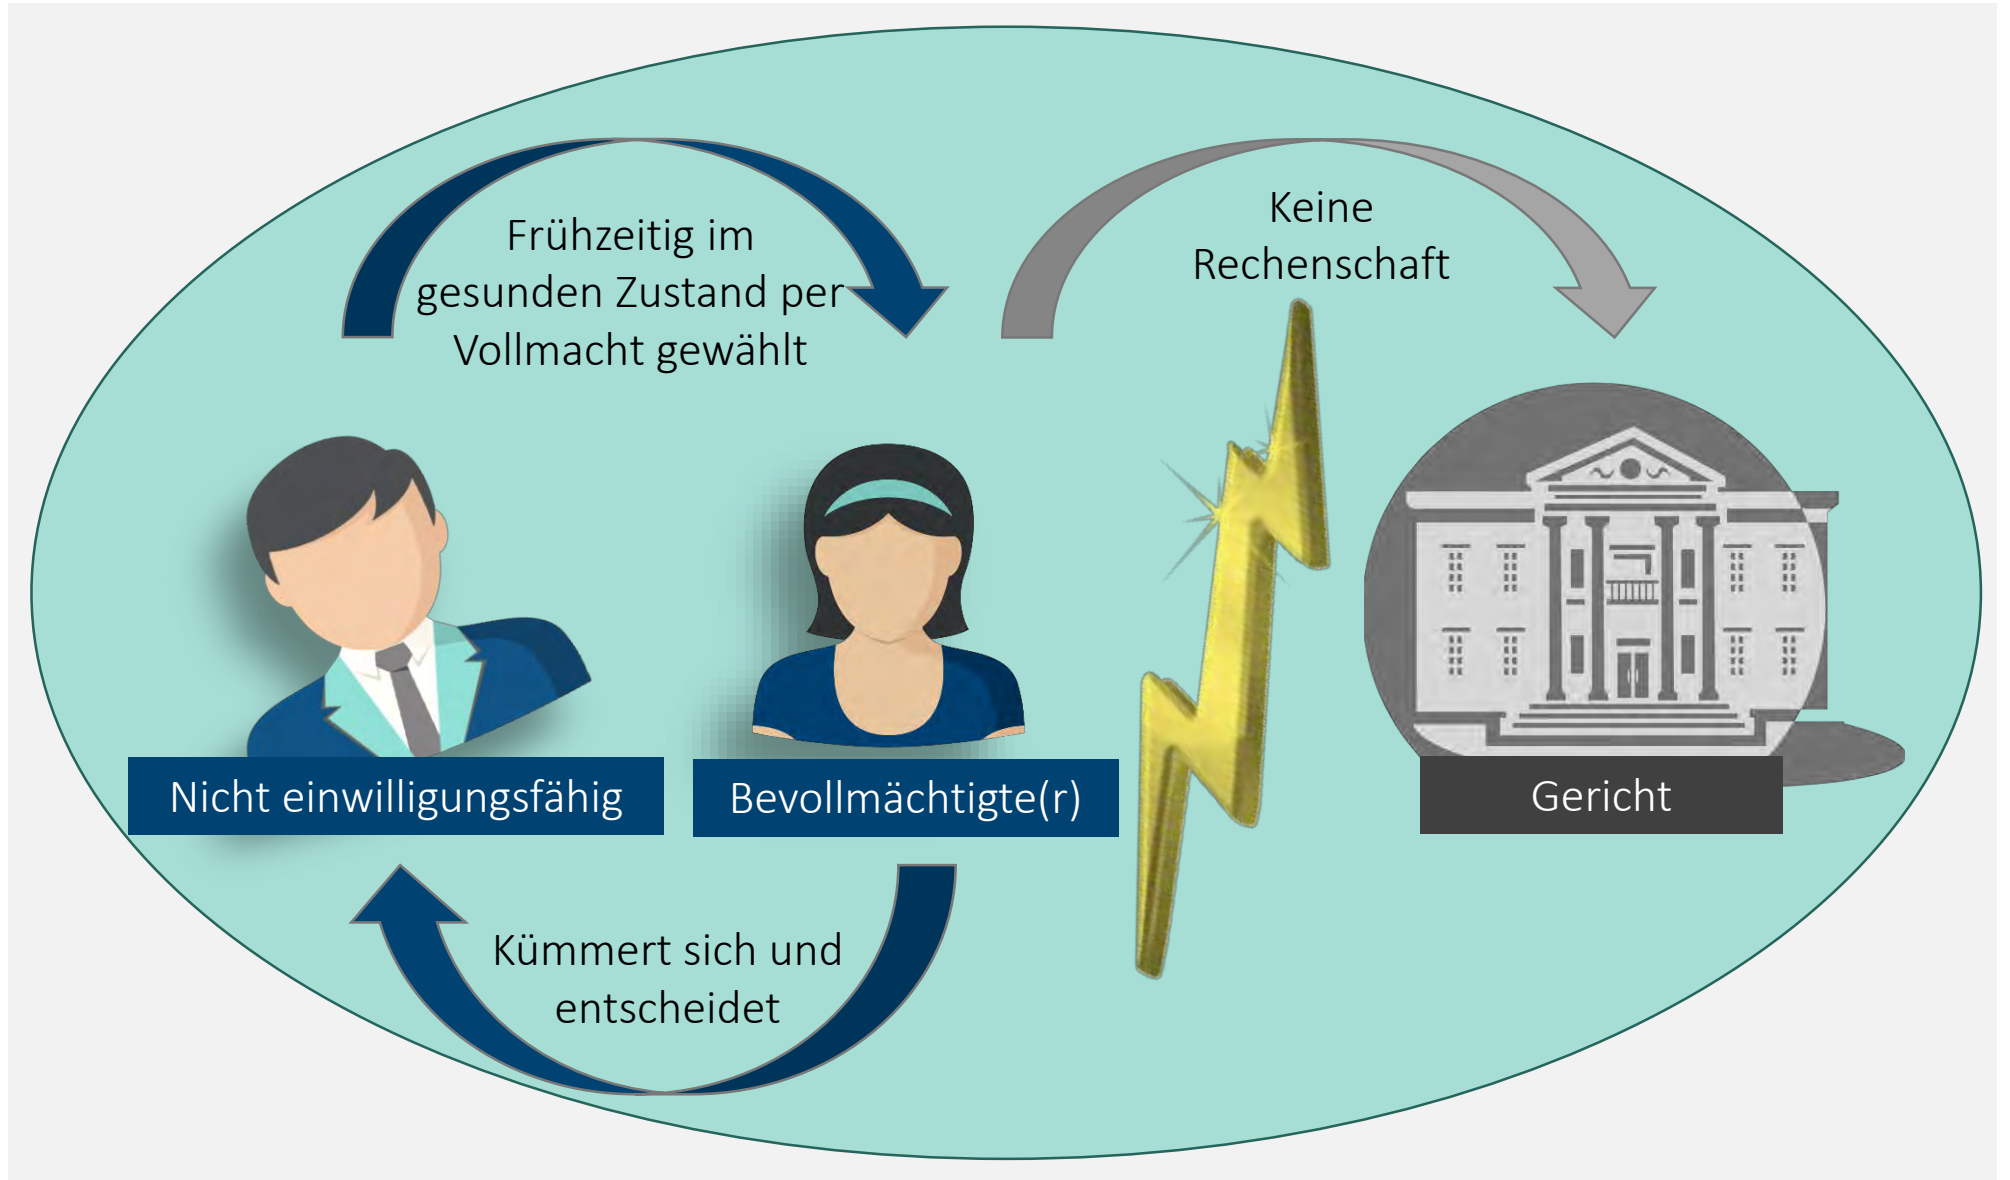 Frühzeitig im
gesunden Zustand per
Vollmacht gewählt
Keine
Rechenschaft
Nicht einwilligungsfähig
Bevollmächtigte(r)
Gericht
Kümmert sich und
entscheidet